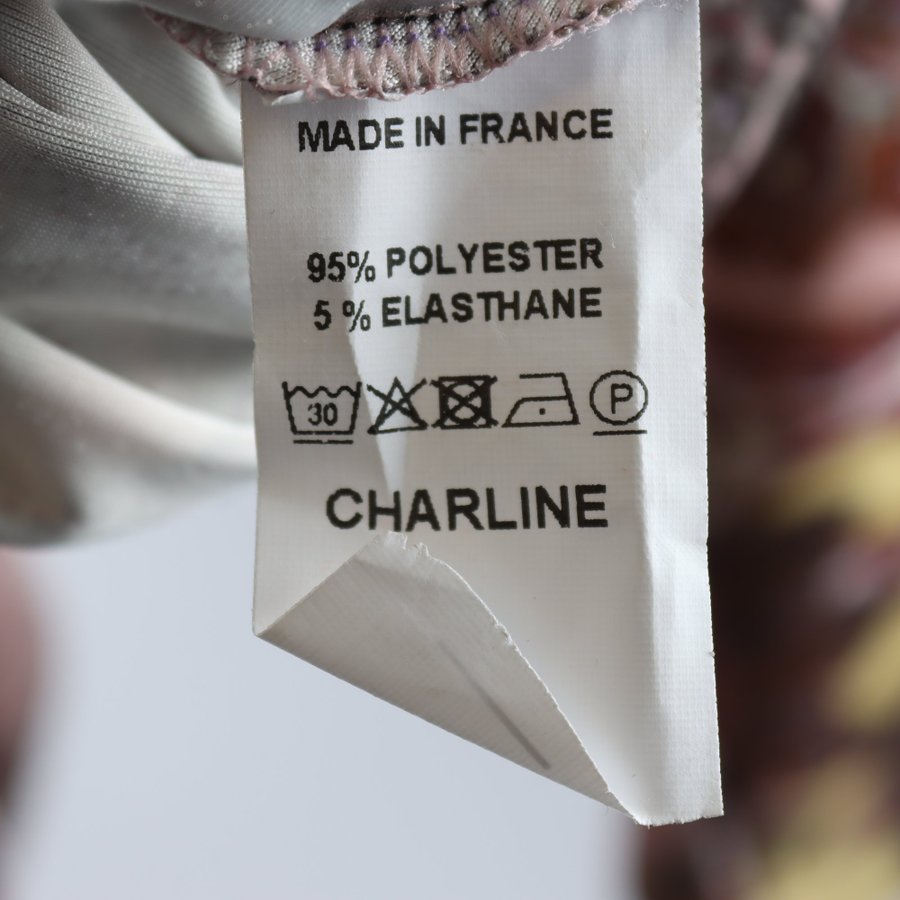 MADE IN FRANCE
95% POLYESTER
5 % ELASTHANE
30 P
CHARLINE